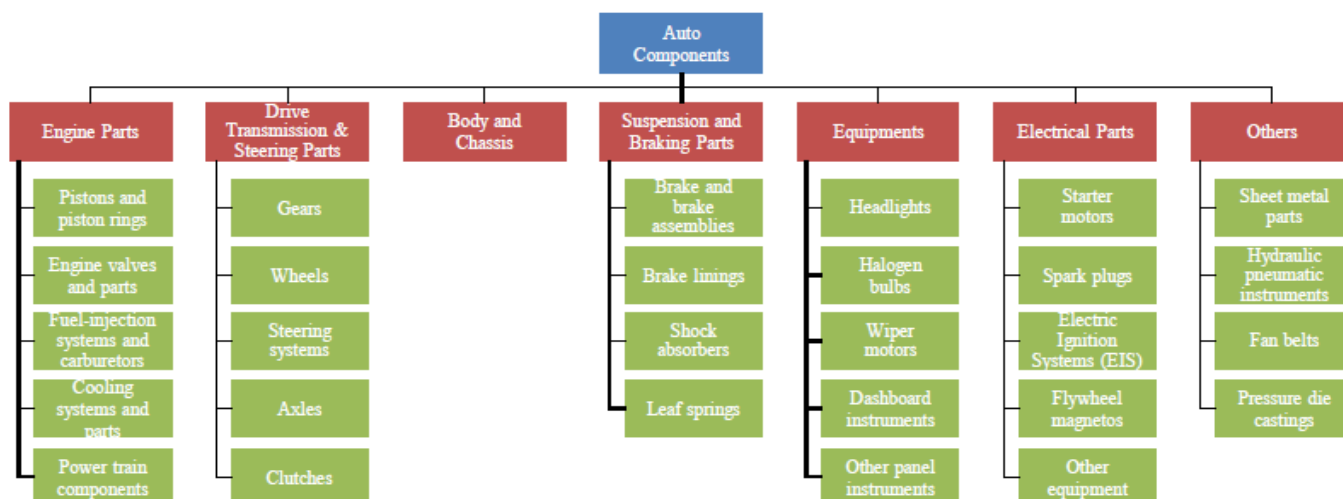 Auto
Components
Engine Parts
Drive
Transmission &
Steering Parts
Body and
Chassis
Suspension and
Braking Parts
Equipments
Electrical Parts
Others
Pistons and
piston rings
Engine valves
and parts
Fuel-injection
systems and
carburetors
Cooling
systems and
parts
Power train
components
Gears
Wheels
Steering
systems
Axles
Clutches
Brake and
brake
assemblies
Brake linings
Shock
absorbers
Leaf springs
Headlights
Halogen
bulbs
Wiper
motors
Dashboard
instruments
Other panel
instruments
Starter
motors
Spark plugs
Electric
Ignition
Systems (EIS)
Flywheel
magnetos
Other
equipment
Sheet metal
parts
Hydraulic
pneumatic
instruments
Fan belts
Pressure die
castings